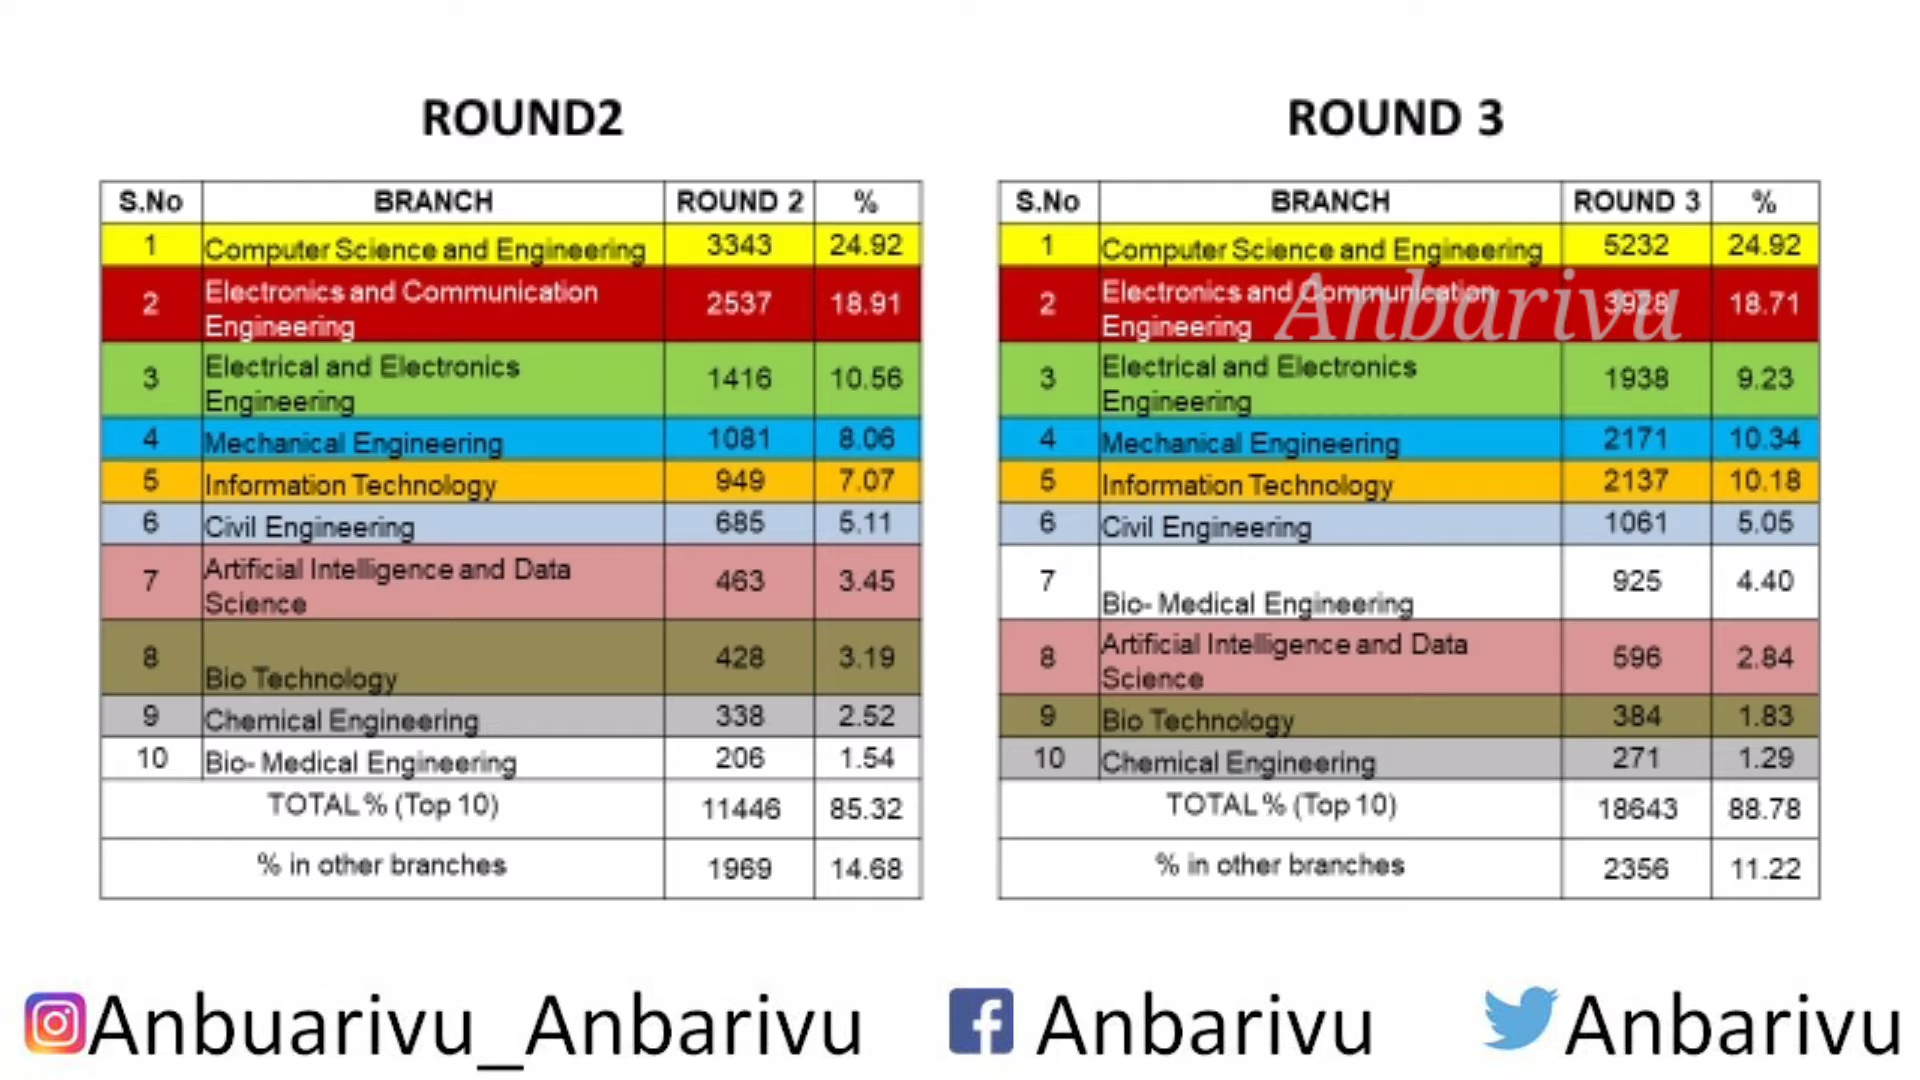 ROUND2
S.No BRANCH ROUND 2 %
1 Computer Science and Engineering 3343 24.92
2 Electronics and Communication Engineering 2537 18.91
3 Electrical and Electronics Engineering 1416 10.56
4 Mechanical Engineering 1081 8.06
5 Information Technology 949 7.07
6 Civil Engineering 685 5.11
7 Artificial Intelligence and Data Science 463 3.45
8 Bio Technology 428 3.19
9 Chemical Engineering 338 2.52
10 Bio- Medical Engineering 206 1.54
TOTAL % (Top 10) 11446 85.32
% in other branches 1969 14.68
ROUND 3
S.No BRANCH ROUND 3 %
1 Computer Science and Engineering 5232 24.92
2 Electronics and Communication Engineering 3928 18.71
Anbarivu
3 Electrical and Electronics Engineering 1938 9.23
4 Mechanical Engineering 2171 10.34
5 Information Technology 2137 10.18
6 Civil Engineering 1061 5.05
7 Bio- Medical Engineering 925 4.40
8 Artificial Intelligence and Data Science 596 2.84
9 Bio Technology 384 1.83
10 Chemical Engineering 271 1.29
TOTAL % (Top 10) 18643 88.78
% in other branches 2356 11.22
Anbuarivu_Anbarivu
Anbarivu
Anbarivu